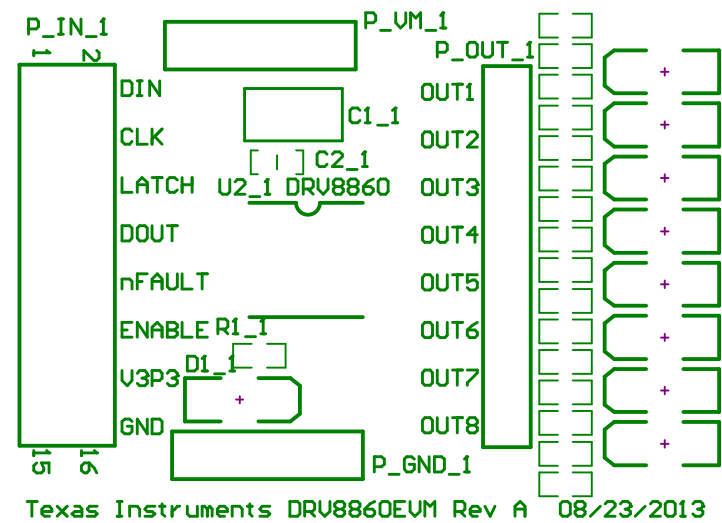 P_IN_1
P_VM_1
P_OUT_1
1
2
DIN
OUT1
C1_1
CLK
OUT2
C2_1
LATCH
U2_1 DRV8860
OUT3
DOUT
OUT4
nFAULT
OUT5
ENABLE
R1_1
OUT6
D1_1
V3P3
OUT7
GND
OUT8
15
16
P_GND_1
Texas Instruments DRV8860EVM Rev A 08/23/2013